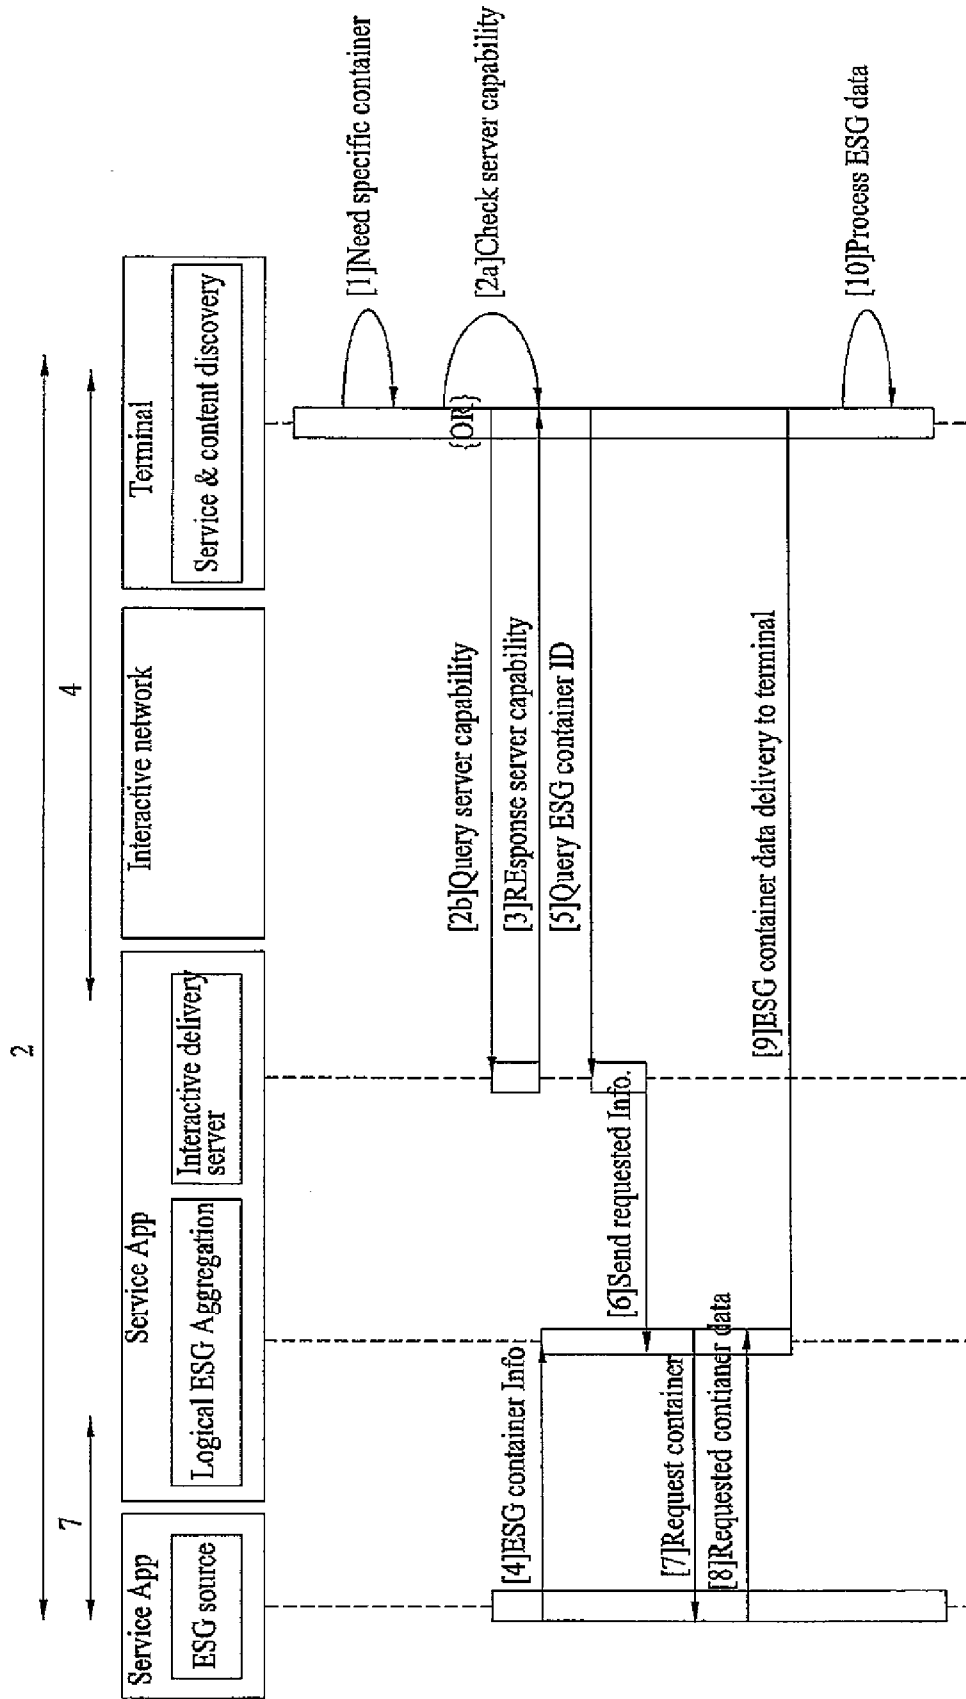 2
7
4
Service App
ESG source
Service App
Logical ESG Aggregation
Interactive delivery
server
Interactive network
Terminal
Service & content discovery
[1]Need specific container
[2a]Check server capability
{OR}
[2b]Query server capability
[3]REsponse server capability
[4]ESG container Info
[5]Query ESG container ID
[6]Send requested Info.
[7]Request container
[8]Requested contianer data
[9]ESG container data delivery to terminal
[10]Process ESG data